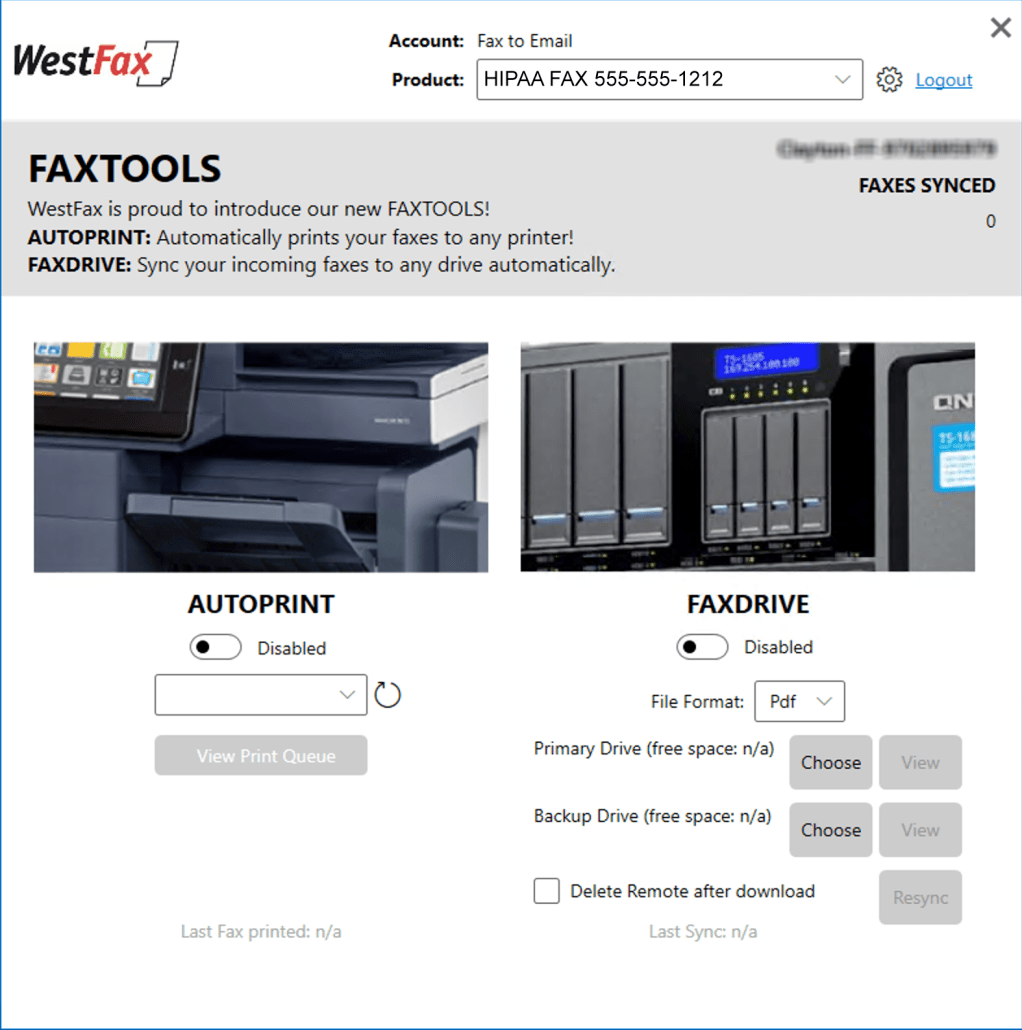 WestFax
Account: Fax to Email
Product: HIPAA FAX 555-555-1212
Logout
FAXTOOLS
WestFax is proud to introduce our new FAXTOOLS!
AUTOPRINT: Automatically prints your faxes to any printer!
FAXDRIVE: Sync your incoming faxes to any drive automatically.
FAXES SYNCED
0
TS-1605
169.254.100.100
QN
AUTOPRINT
Disabled
View Print Queue
Last Fax printed: n/a
FAXDRIVE
Disabled
File Format: Pdf
Primary Drive (free space: n/a) Choose View
Backup Drive (free space: n/a) Choose View
Delete Remote after download Resync
Last Sync: n/a